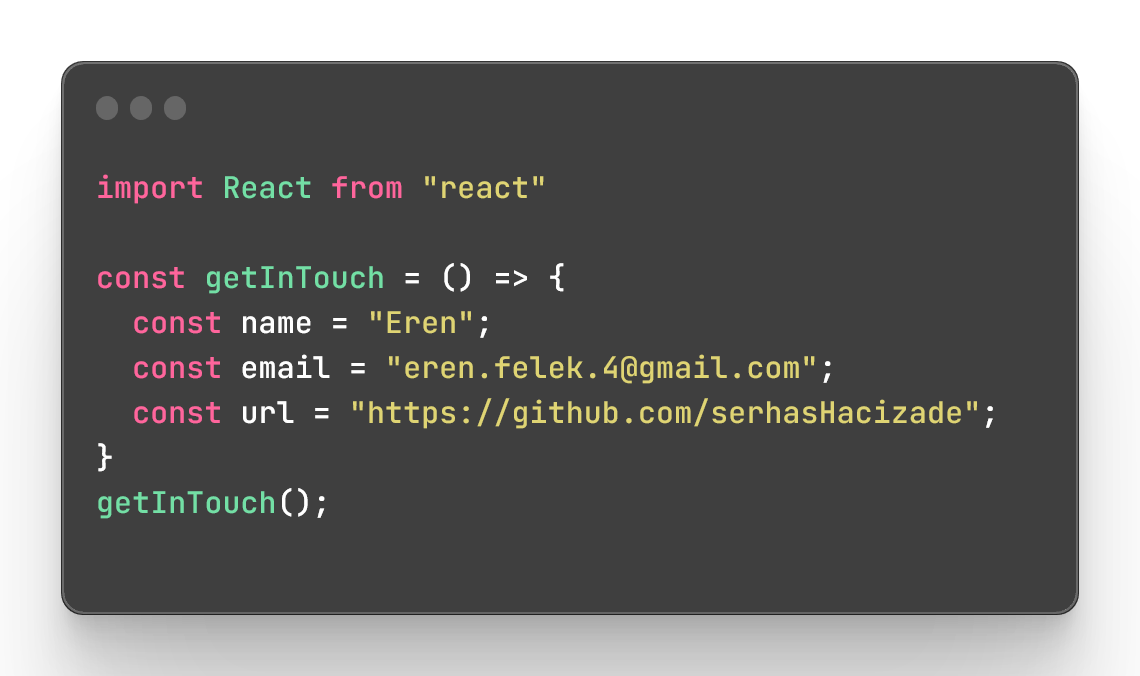 import React from "react"
const getInTouch = () => {
  const name = "Eren";
  const email = "eren.felek.4@gmail.com";
  const url = "https://github.com/serhasHacizade";
}
getInTouch();